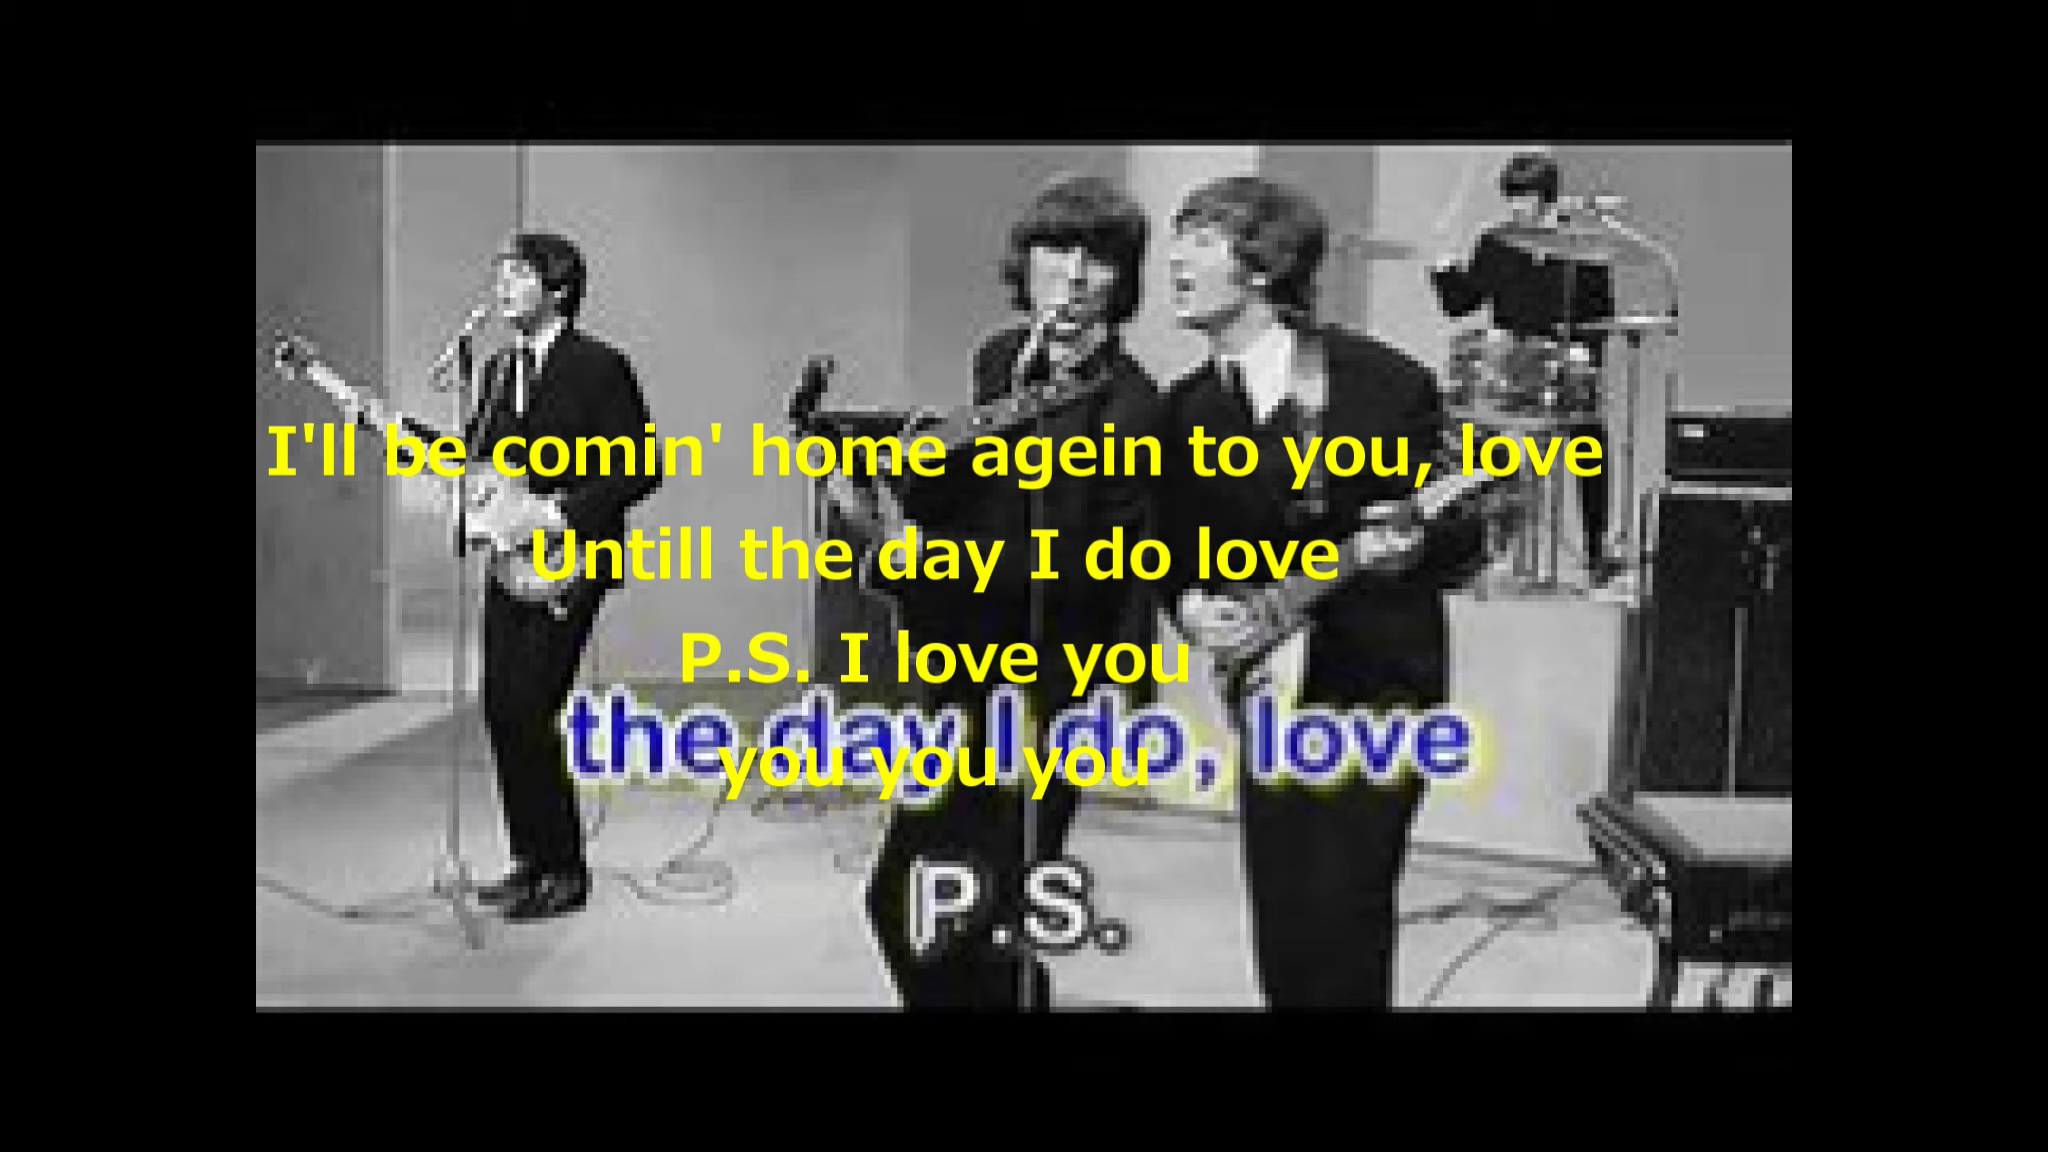 I'll be comin' home agein to you, love
Untill the day I do love
P.S. I love you
the day I do, love
you you you
P.S.